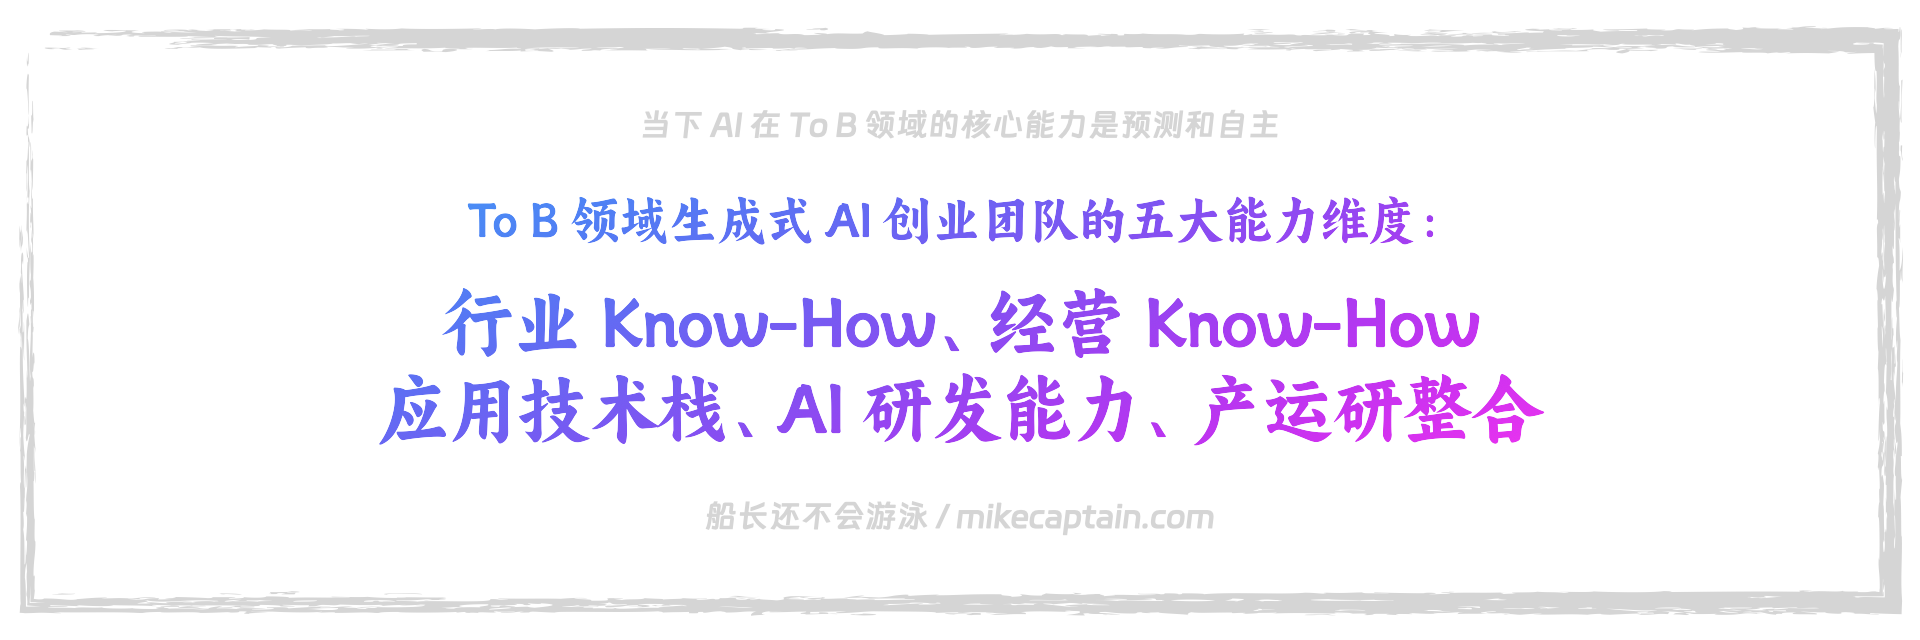 当下 AI 在 To B 领域的核心能力是预测和自主
To B 领域生成式 AI 创业团队的五大能力维度：
行业 Know-How、经营 Know-How
应用技术栈、AI 研发能力、产运研整合
船长还不会游泳 / mikecaptain.com